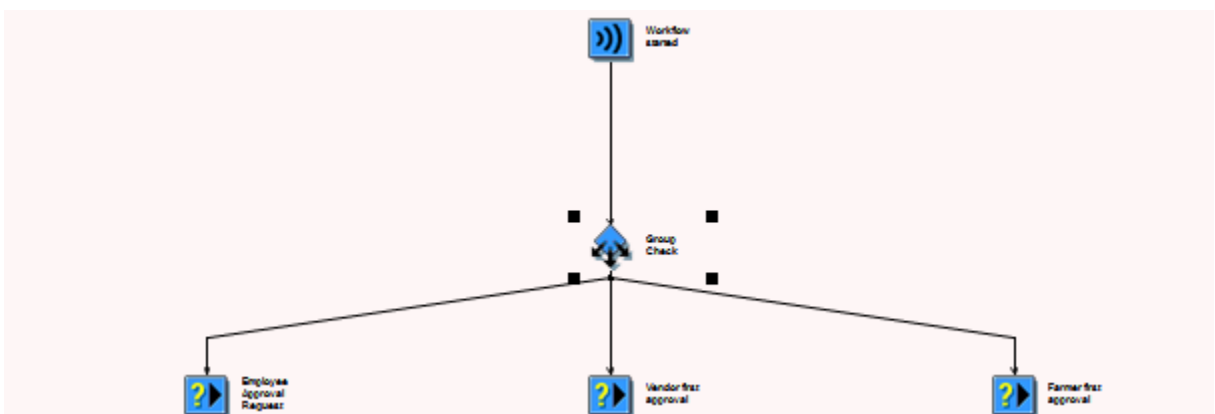 Workflow
started
Group
Check
Employee
Approval
Request
Vendor first
approval
Farmer first
approval